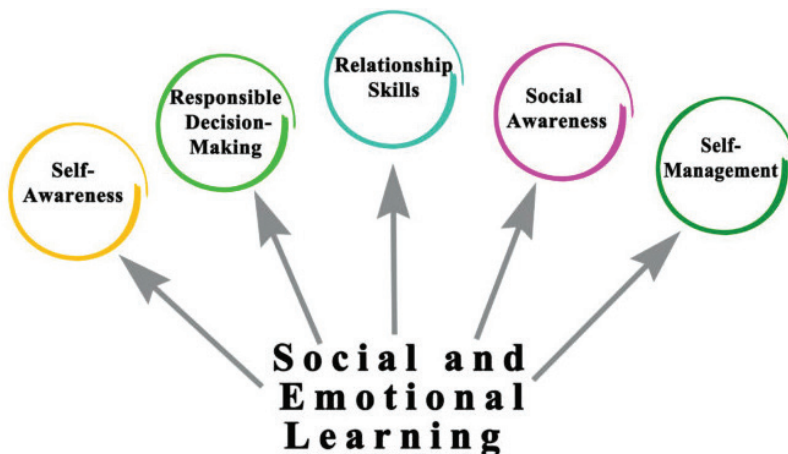 Self-
Awareness
Responsible
Decision-
Making
Relationship
Skills
Social
Awareness
Self-
Management
Social and
Emotional
Learning